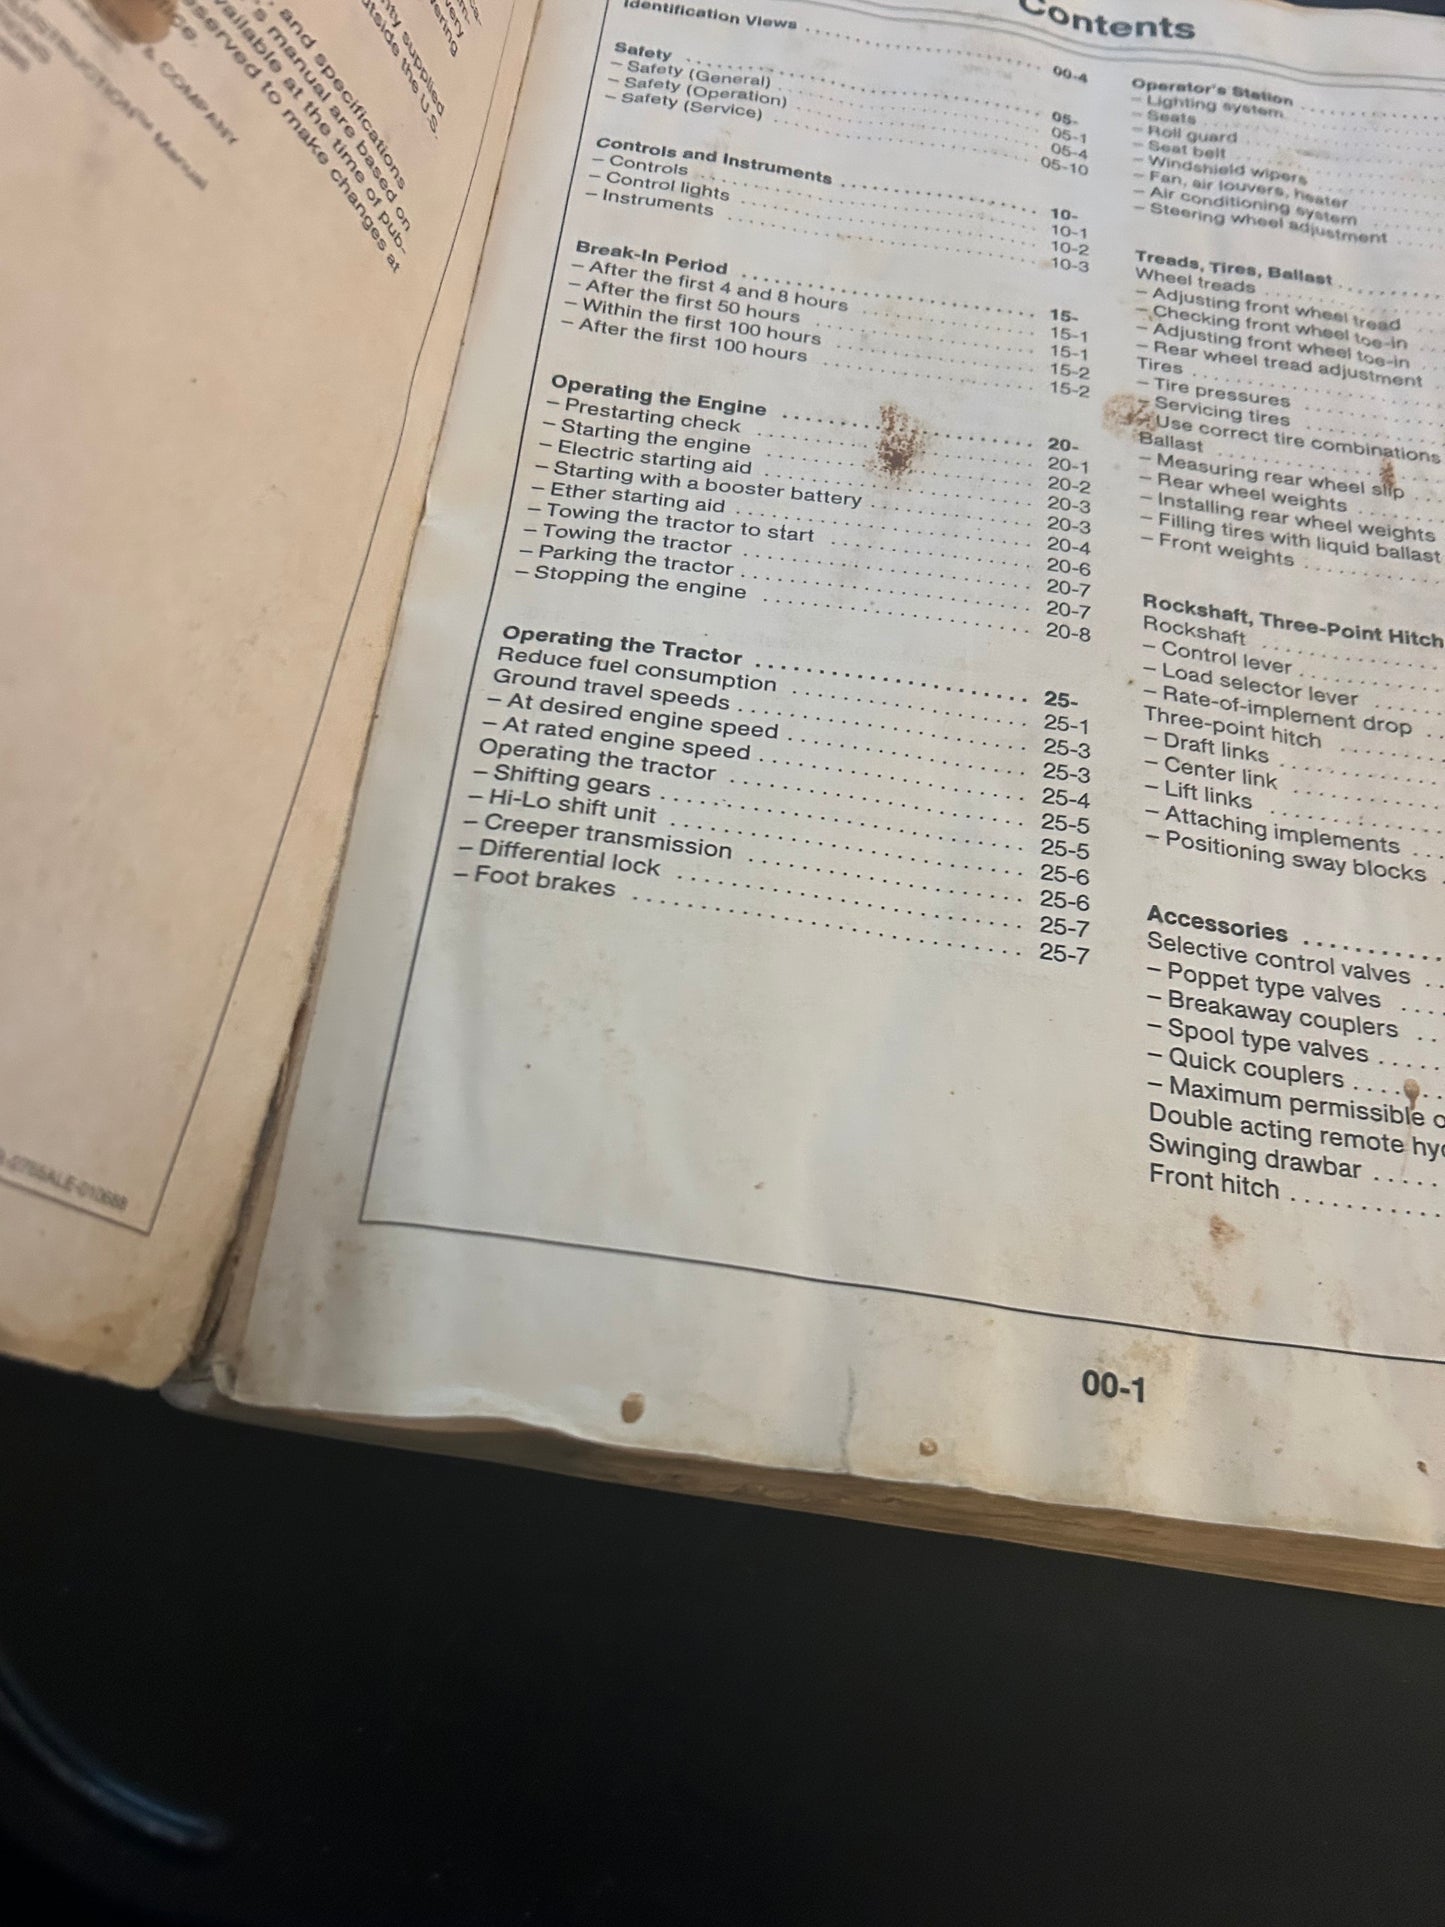 and specifications
's manual are based on
available at the time of pub-
reserved to make changes at
& COMPANY
Manual
supplied
outside the U.S.
Contents
Identification Views .......... 00-4
Safety .......... 05-
– Safety (General) .......... 05-1
– Safety (Operation) .......... 05-4
– Safety (Service) .......... 05-10
Controls and Instruments .......... 10-
– Controls .......... 10-1
– Control lights .......... 10-2
– Instruments .......... 10-3
Break-In Period .......... 15-
– After the first 4 and 8 hours .......... 15-1
– After the first 50 hours .......... 15-1
– Within the first 100 hours .......... 15-2
– After the first 100 hours .......... 15-2
Operating the Engine .......... 20-
– Prestarting check .......... 20-1
– Starting the engine .......... 20-2
– Electric starting aid .......... 20-3
– Starting with a booster battery .......... 20-3
– Ether starting aid .......... 20-4
– Towing the tractor to start .......... 20-6
– Towing the tractor .......... 20-7
– Parking the tractor .......... 20-7
– Stopping the engine .......... 20-8
Operating the Tractor .......... 25-
Reduce fuel consumption .......... 25-1
Ground travel speeds .......... 25-3
– At desired engine speed .......... 25-3
– At rated engine speed .......... 25-4
Operating the tractor .......... 25-5
– Shifting gears .......... 25-5
– Hi-Lo shift unit .......... 25-6
– Creeper transmission .......... 25-6
– Differential lock .......... 25-7
– Foot brakes .......... 25-7
Operator's Station ..........
– Lighting system ..........
– Seats ..........
– Roll guard ..........
– Seat belt ..........
– Windshield wipers ..........
– Fan, air louvers, heater ..........
– Air conditioning system ..........
– Steering wheel adjustment ....
Treads, Tires, Ballast ..........
Wheel treads ..........
– Adjusting front wheel tread
– Checking front wheel toe-in ...
– Adjusting front wheel toe-in ...
– Rear wheel tread adjustment ..
Tires ..........
– Tire pressures ..........
– Servicing tires ..........
– Use correct tire combinations
Ballast ..........
– Measuring rear wheel slip ...
– Rear wheel weights ..........
– Installing rear wheel weights
– Filling tires with liquid ballast
– Front weights ..........
Rockshaft, Three-Point Hitch
Rockshaft ..........
– Control lever ..........
– Load selector lever ......
– Rate-of-implement drop ..
Three-point hitch ........
– Draft links ..........
– Center link ..........
– Lift links ..........
– Attaching implements ...
– Positioning sway blocks .
Accessories ..........
Selective control valves ..
– Poppet type valves ....
– Breakaway couplers ..
– Spool type valves .....
– Quick couplers ......
– Maximum permissible
Double acting remote
Swinging drawbar .....
Front hitch ..........
00-1